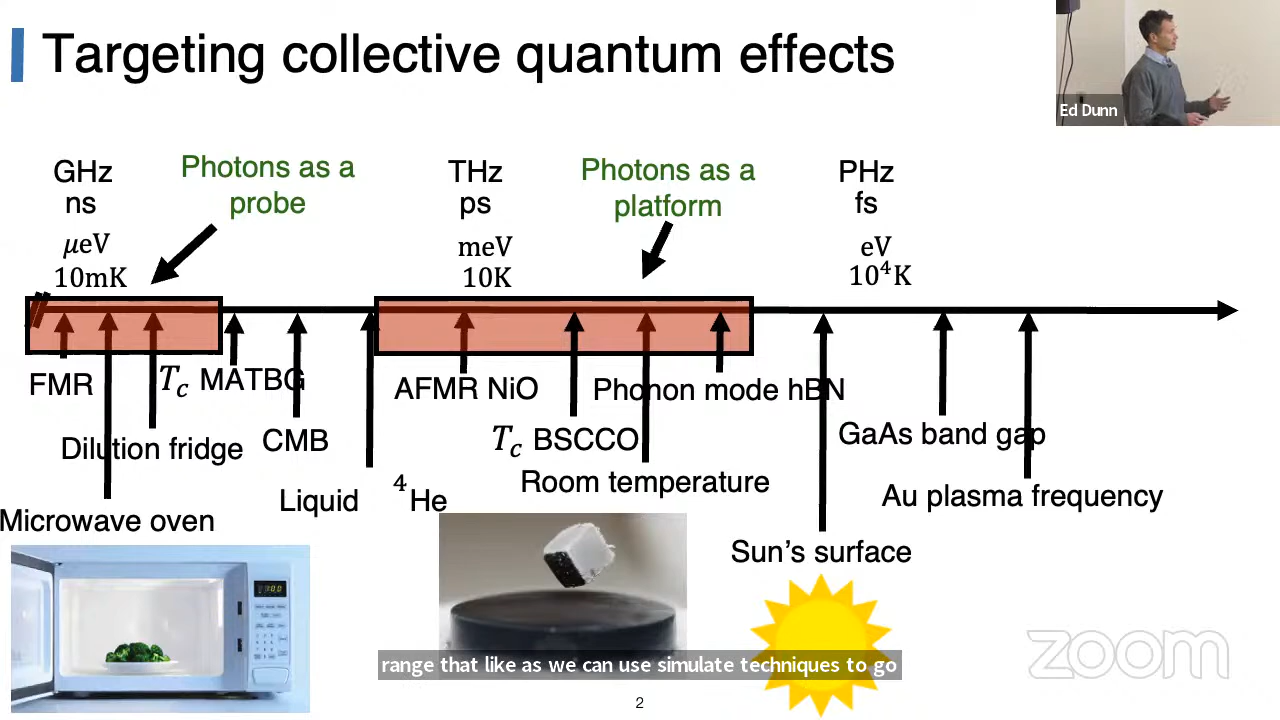 Targeting collective quantum effects
Ed Dunn
GHz
ns
μeV
10mK
Photons as a
probe
THz
ps
meV
10K
Photons as a
platform
PHz
fs
eV
10⁴K
FMR
T_c MATBG
AFMR NiO
Phonon mode hBN
Dilution fridge
CMB
T_c BSCCO
GaAs band gap
Liquid ⁴He
Room temperature
Au plasma frequency
Microwave oven
Sun's surface
range that like as we can use simulate techniques to go
zoom
2